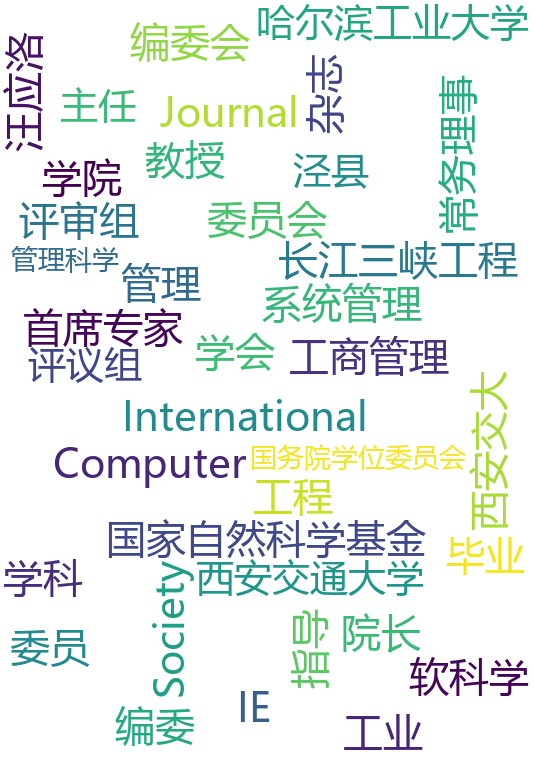 哈尔滨工业大学
编委会
汪应洛
杂志
常务理事
主任
Journal
教授
泾县
学院
评审组
委员会
长江三峡工程
管理科学
管理
系统管理
首席专家
学会
工商管理
评议组
西安交大
International
Computer
国务院学位委员会
工程
国家自然科学基金
毕业
学科
Society
西安交通大学
指导
院长
委员
软科学
IE
编委
工业